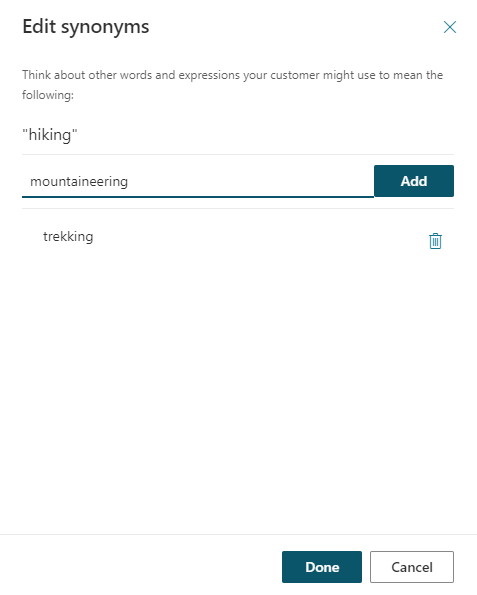 Edit synonyms
Think about other words and expressions your customer might use to mean the
following:
"hiking"
mountaineering
Add
trekking
Done
Cancel